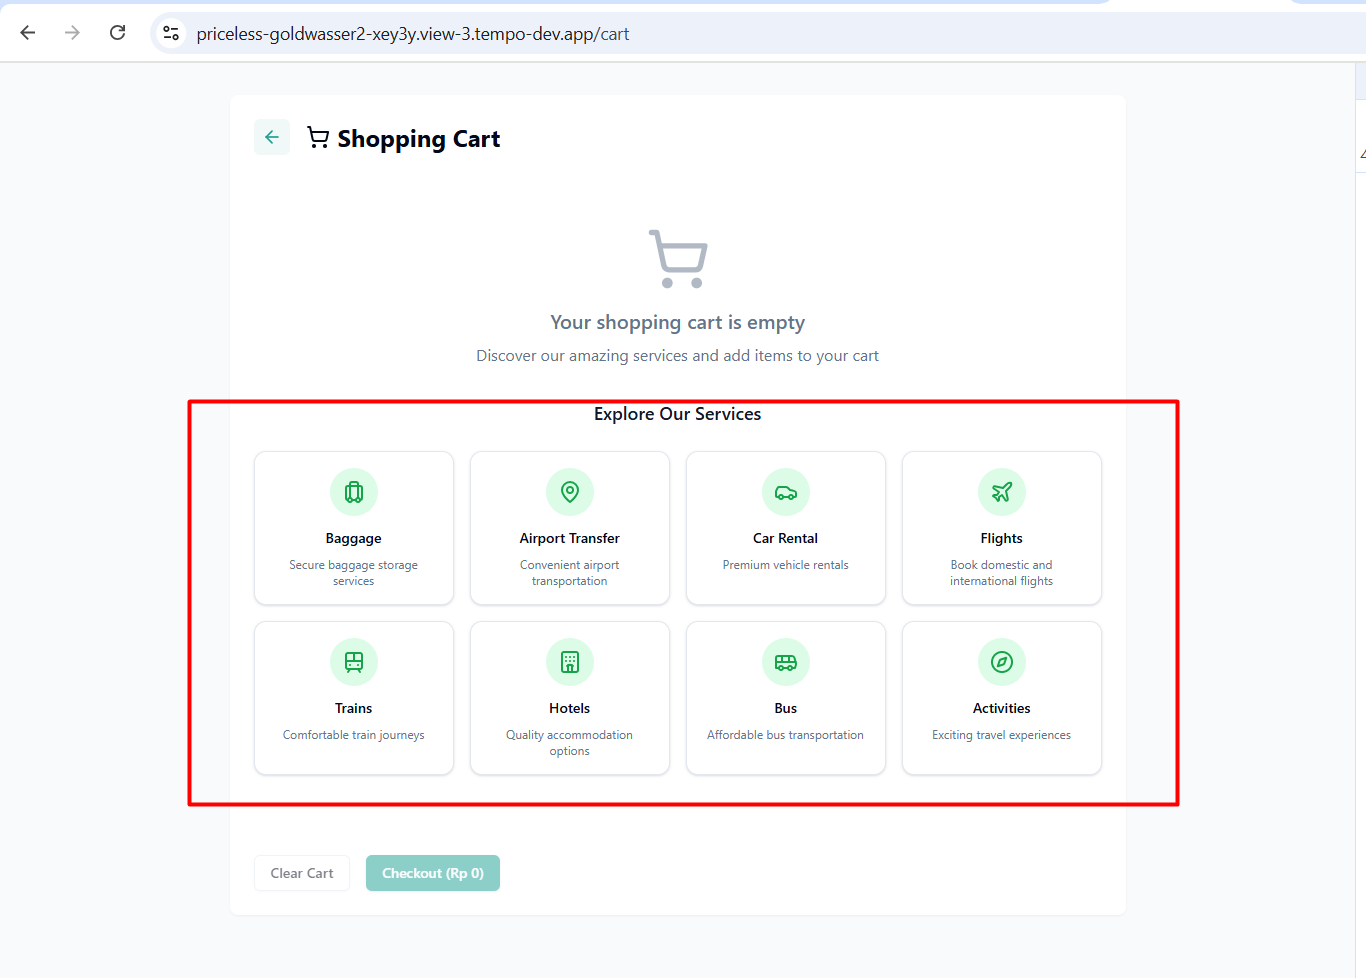 priceless-goldwasser2-xey3y.view-3.tempo-dev.app/cart
Shopping Cart
Your shopping cart is empty
Discover our amazing services and add items to your cart
Explore Our Services
Baggage
Secure baggage storage
services
Airport Transfer
Convenient airport
transportation
Car Rental
Premium vehicle rentals
Flights
Book domestic and
international flights
Trains
Comfortable train journeys
Hotels
Quality accommodation
options
Bus
Affordable bus transportation
Activities
Exciting travel experiences
Clear Cart
Checkout (Rp 0)